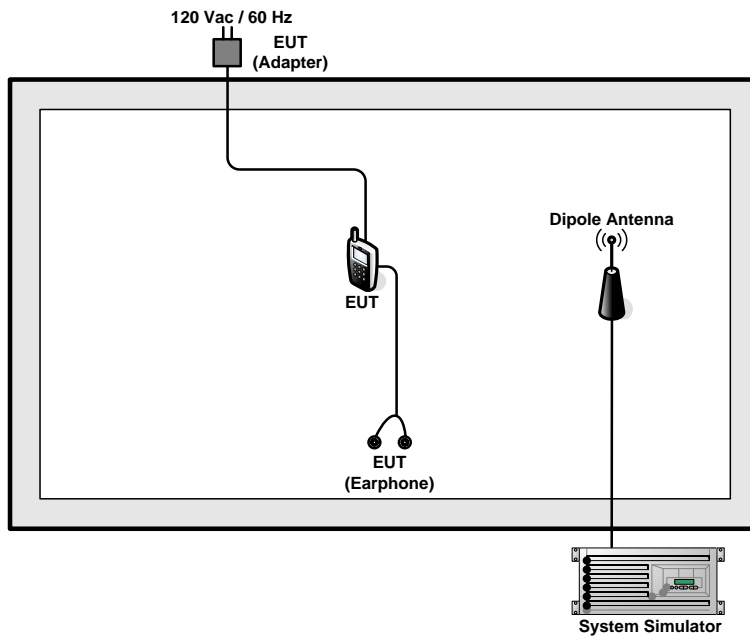 120 Vac / 60 Hz
EUT
(Adapter)
Dipole Antenna
EUT
EUT
(Earphone)
System Simulator